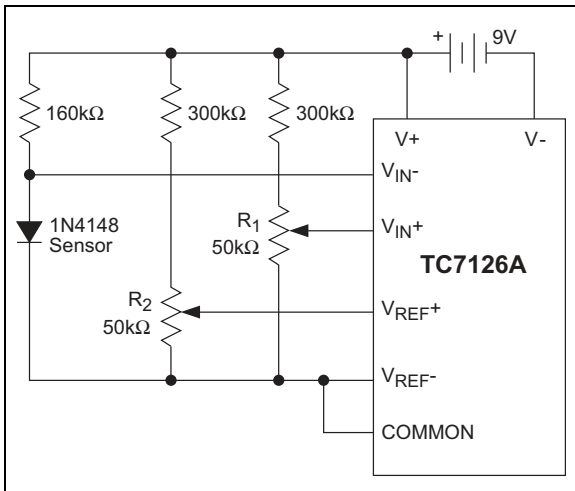 +
9V
160kΩ
300kΩ
300kΩ
V+
V-
VIN-
1N4148
Sensor
R1
50kΩ
VIN+
TC7126A
R2
50kΩ
VREF+
VREF-
COMMON